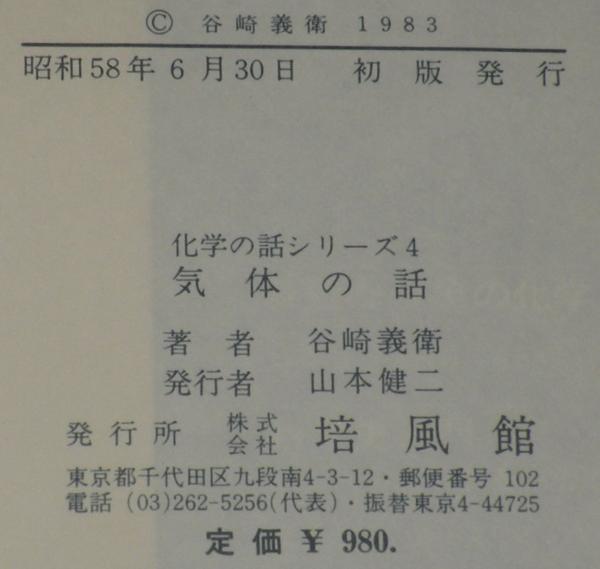 © 谷崎義衛 1983
昭和58年 6 月30日 初版発行
化学の話シリーズ4
気体の話
著者 谷崎義衛
発行者 山本健二
発行所 株式会社 培風館
東京都千代田区九段南4-3-12・郵便番号 102
電話 (03)262-5256(代表)・振替東京4-44725
定価 ¥ 980.